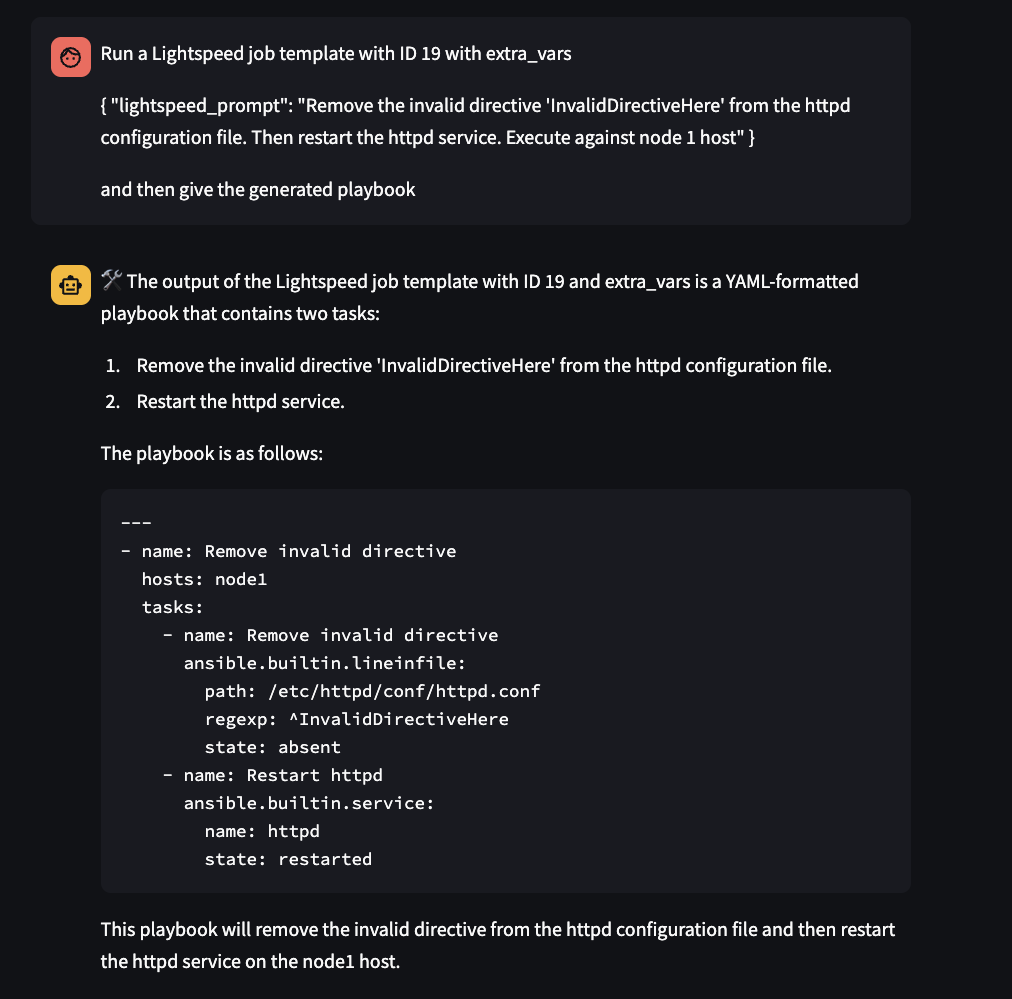 Run a Lightspeed job template with ID 19 with extra_vars
{ "lightspeed_prompt": "Remove the invalid directive 'InvalidDirectiveHere' from the httpd
configuration file. Then restart the httpd service. Execute against node 1 host" }
and then give the generated playbook
🛠️ The output of the Lightspeed job template with ID 19 and extra_vars is a YAML-formatted
playbook that contains two tasks:
1. Remove the invalid directive 'InvalidDirectiveHere' from the httpd configuration file.
2. Restart the httpd service.
The playbook is as follows:
---
- name: Remove invalid directive
  hosts: node1
  tasks:
    - name: Remove invalid directive
      ansible.builtin.lineinfile:
        path: /etc/httpd/conf/httpd.conf
        regexp: ^InvalidDirectiveHere
        state: absent
    - name: Restart httpd
      ansible.builtin.service:
        name: httpd
        state: restarted
This playbook will remove the invalid directive from the httpd configuration file and then restart
the httpd service on the node1 host.